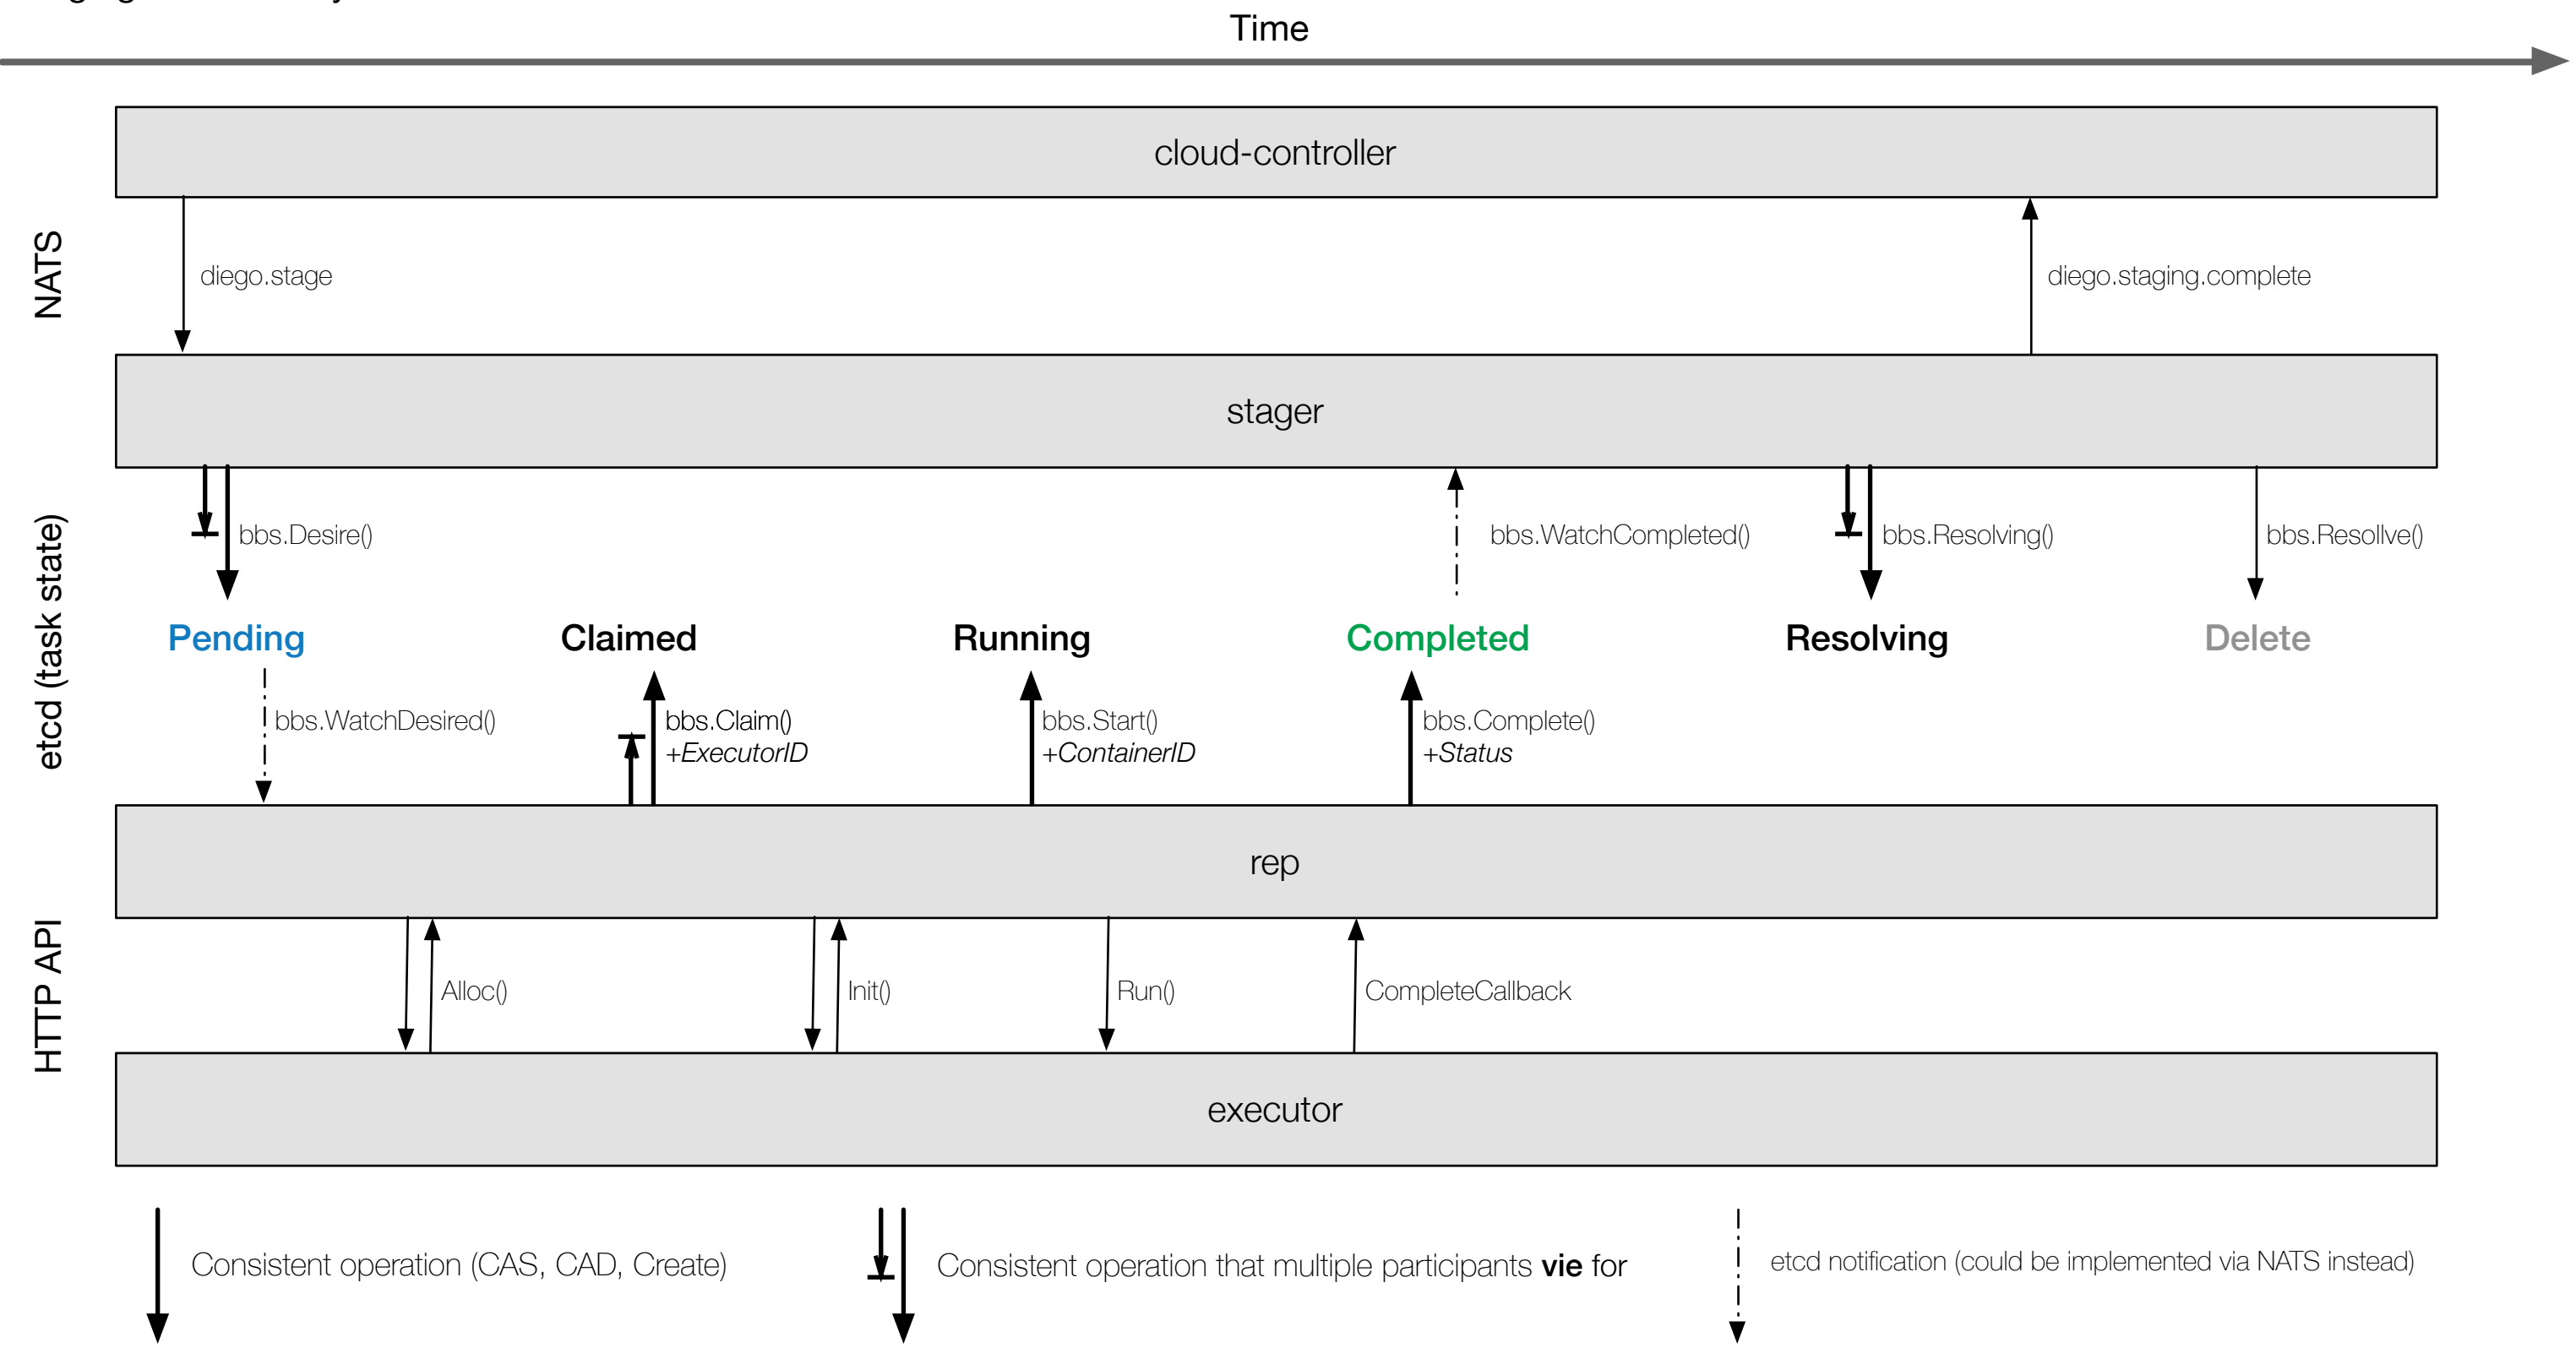 Time
cloud-controller
NATS
diego.stage
diego.staging.complete
stager
etcd (task state)
bbs.Desire()
bbs.WatchCompleted()
bbs.Resolving()
bbs.Resollve()
Pending
Claimed
Running
Completed
Resolving
Delete
bbs.WatchDesired()
bbs.Claim()
+ExecutorID
bbs.Start()
+ContainerID
bbs.Complete()
+Status
rep
HTTP API
Alloc()
Init()
Run()
CompleteCallback
executor
Consistent operation (CAS, CAD, Create)
Consistent operation that multiple participants vie for
etcd notification (could be implemented via NATS instead)